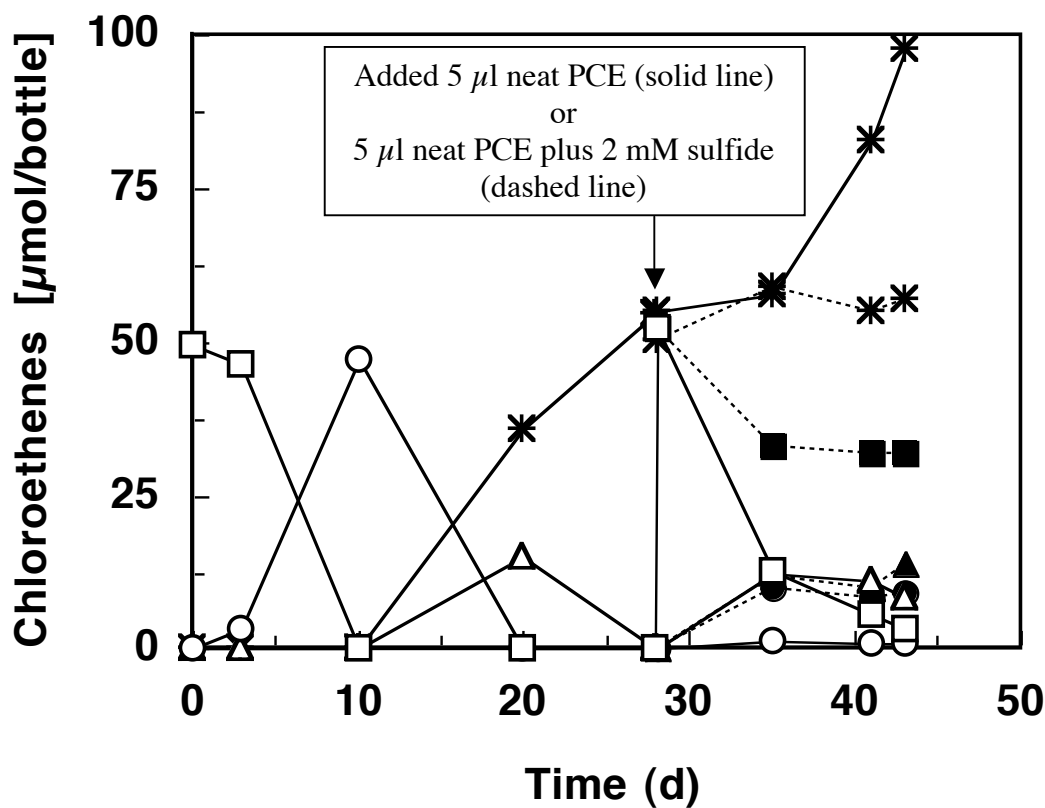 Chloroethenes [µmol/bottle]
100
75
50
25
0
Added 5 µl neat PCE (solid line)
or
5 µl neat PCE plus 2 mM sulfide
(dashed line)
0 10 20 30 40 50
Time (d)